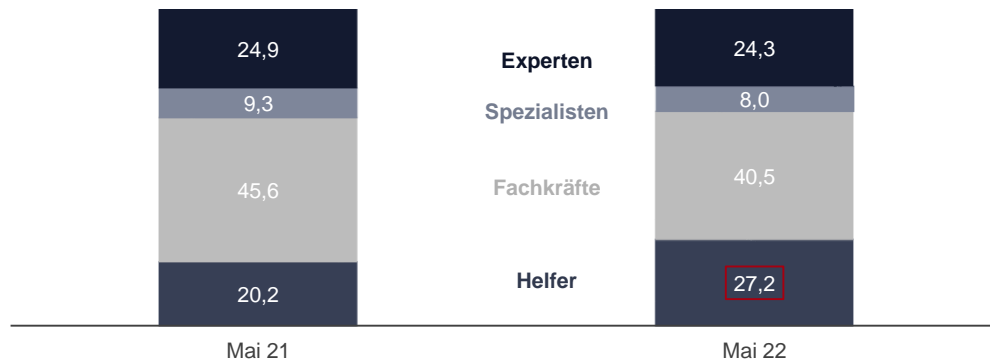 24,9
Experten
24,3
9,3
Spezialisten
8,0
45,6
Fachkräfte
40,5
20,2
Helfer
27,2
Mai 21
Mai 22